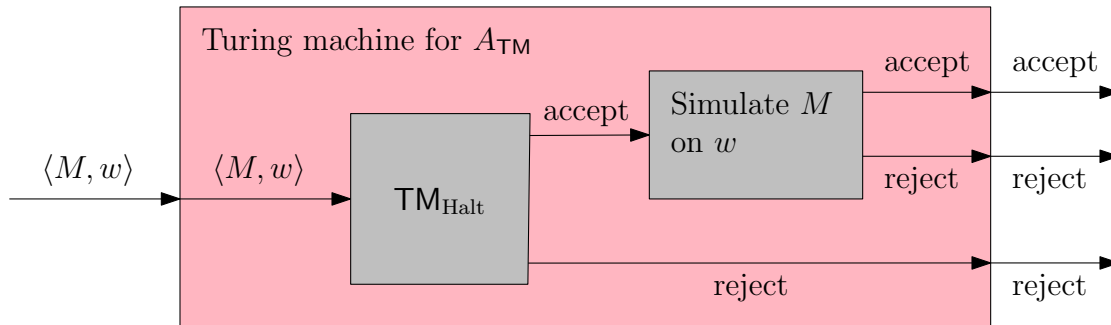 Turing machine for A_TM
accept
accept
accept
Simulate M
on w
⟨M, w⟩
⟨M, w⟩
TM_Halt
reject
reject
reject
reject